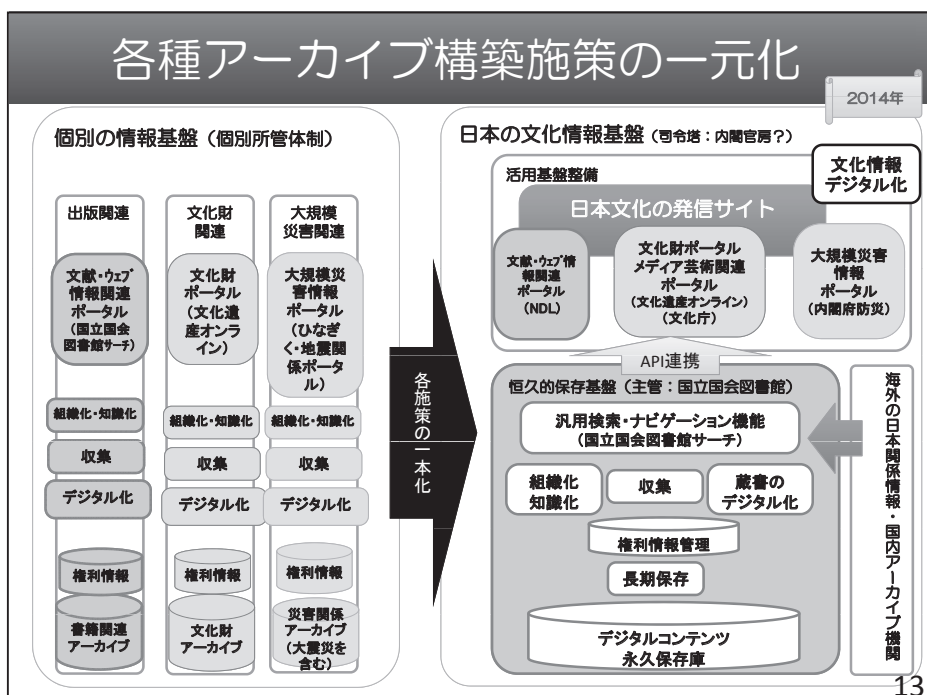 各種アーカイブ構築施策の一元化
2014年
個別の情報基盤（個別所管体制）
出版関連
文献・ウェブ
情報関連
ポータル
（国立国会
図書館サーチ）
組織化・知識化
収集
デジタル化
権利情報
書籍関連
アーカイブ
文化財
関連
文化財
ポータル
（文化遺
産オンラ
イン）
組織化・知識化
収集
デジタル化
権利情報
文化財
アーカイブ
大規模
災害関連
大規模災
害情報
ポータル
（ひなぎ
く・地震関
係ポータ
ル）
組織化・知識化
収集
デジタル化
権利情報
災害関係
アーカイブ
（大震災を
含む）
各施策の一本化
日本の文化情報基盤（司令塔：内閣官房？）
文化情報
デジタル化
活用基盤整備
日本文化の発信サイト
文献・ウェブ情
報関連
ポータル
（NDL）
文化財ポータル
メディア芸術関連
ポータル
（文化遺産オンライン）
（文化庁）
大規模災害
情報
ポータル
（内閣府防災）
API連携
恒久的保存基盤（主管：国立国会図書館）
汎用検索・ナビゲーション機能
（国立国会図書館サーチ）
組織化
知識化
収集
蔵書の
デジタル化
権利情報管理
長期保存
デジタルコンテンツ
永久保存庫
海外の日本関係情報・国内アーカイブ機関
13